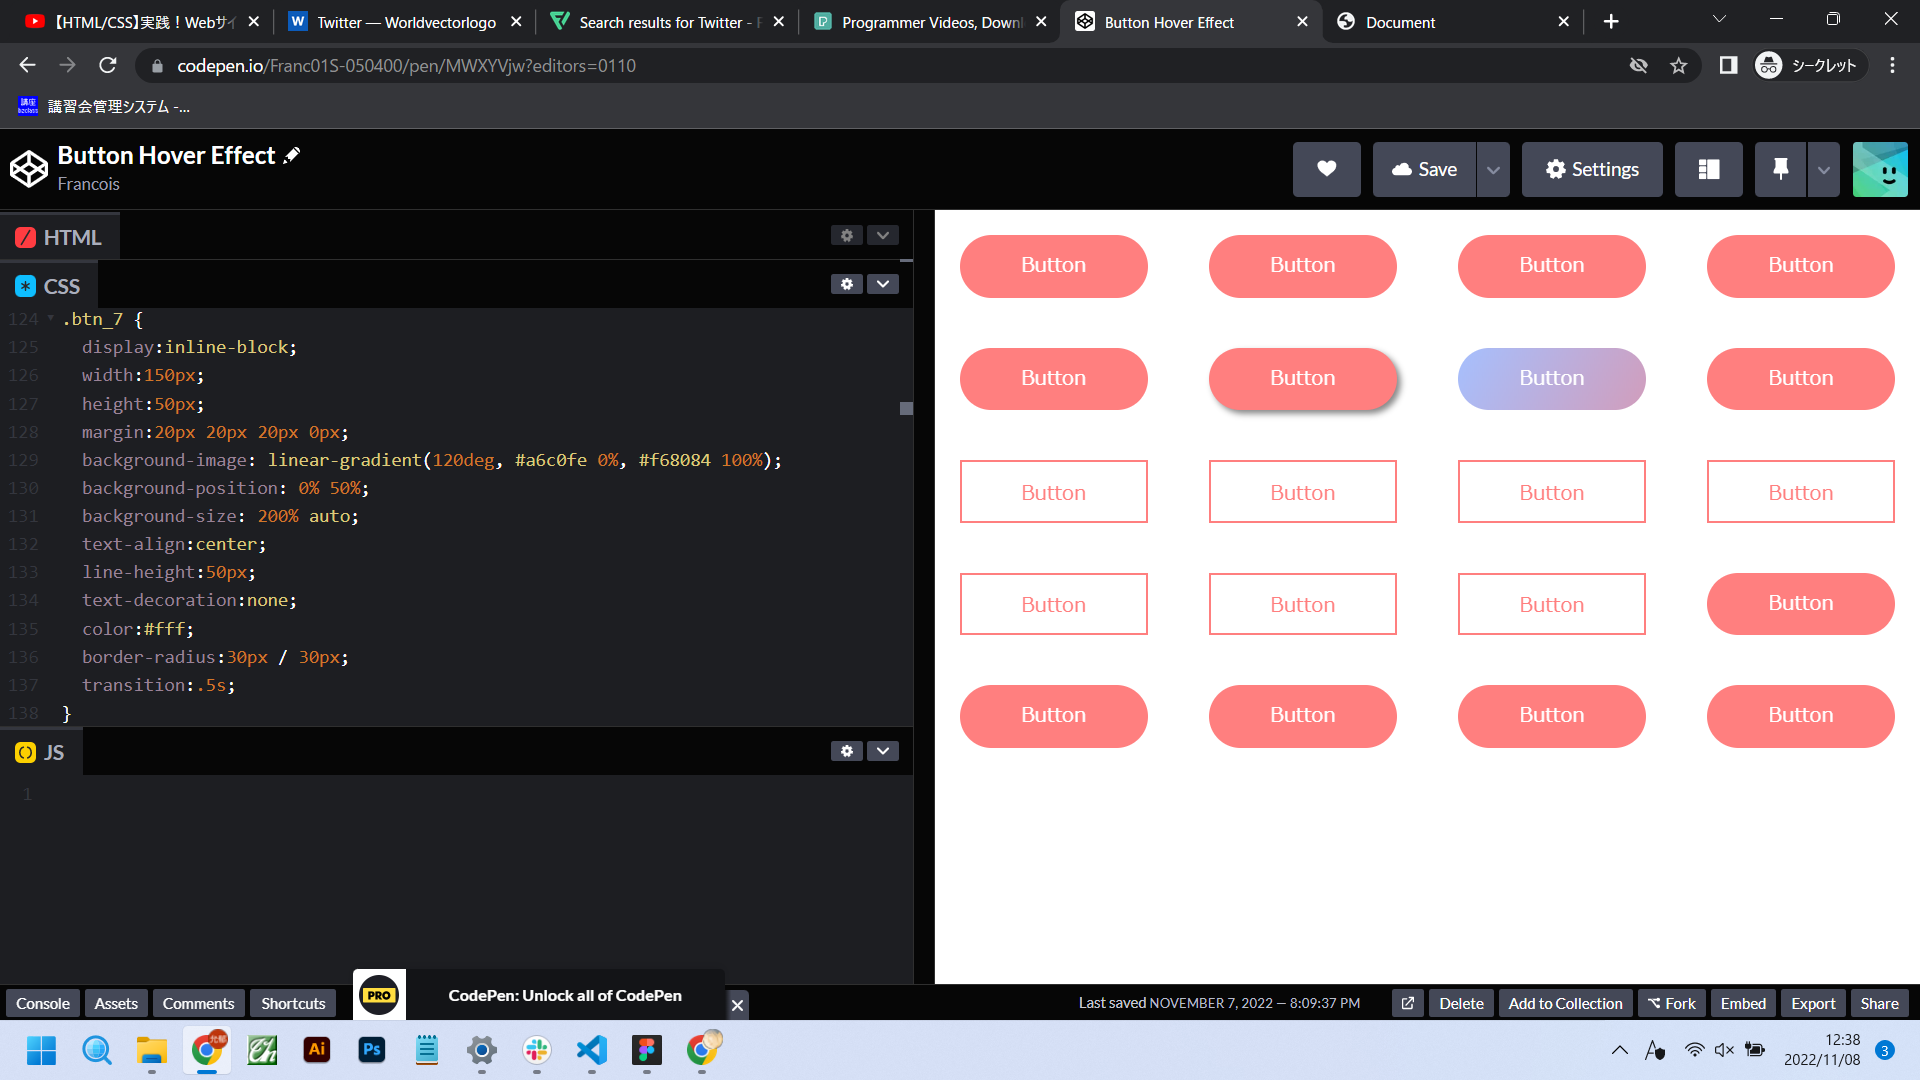 【HTML/CSS】実践！Webサイ
Twitter — Worldvectorlogo
Search results for Twitter - F
Programmer Videos, Downl
Button Hover Effect
Document
codepen.io/Franc01S-050400/pen/MWXYVjw?editors=0110
シークレット
講習会管理システム -...
Button Hover Effect
Francois
Save
Settings
HTML
CSS
124 .btn_7 {
125 display:inline-block;
126 width:150px;
127 height:50px;
128 margin:20px 20px 20px 0px;
129 background-image: linear-gradient(120deg, #a6c0fe 0%, #f68084 100%);
130 background-position: 0% 50%;
131 background-size: 200% auto;
132 text-align:center;
133 line-height:50px;
134 text-decoration:none;
135 color:#fff;
136 border-radius:30px / 30px;
137 transition:.5s;
138 }
JS
1
Button Button Button Button
Button Button Button Button
Button Button Button Button
Button Button Button Button
Button Button Button Button
Console Assets Comments Shortcuts
PRO
CodePen: Unlock all of CodePen
Last saved NOVEMBER 7, 2022 — 8:09:37 PM
Delete Add to Collection Fork Embed Export Share
Ai
Ps
12:38
2022/11/08
3